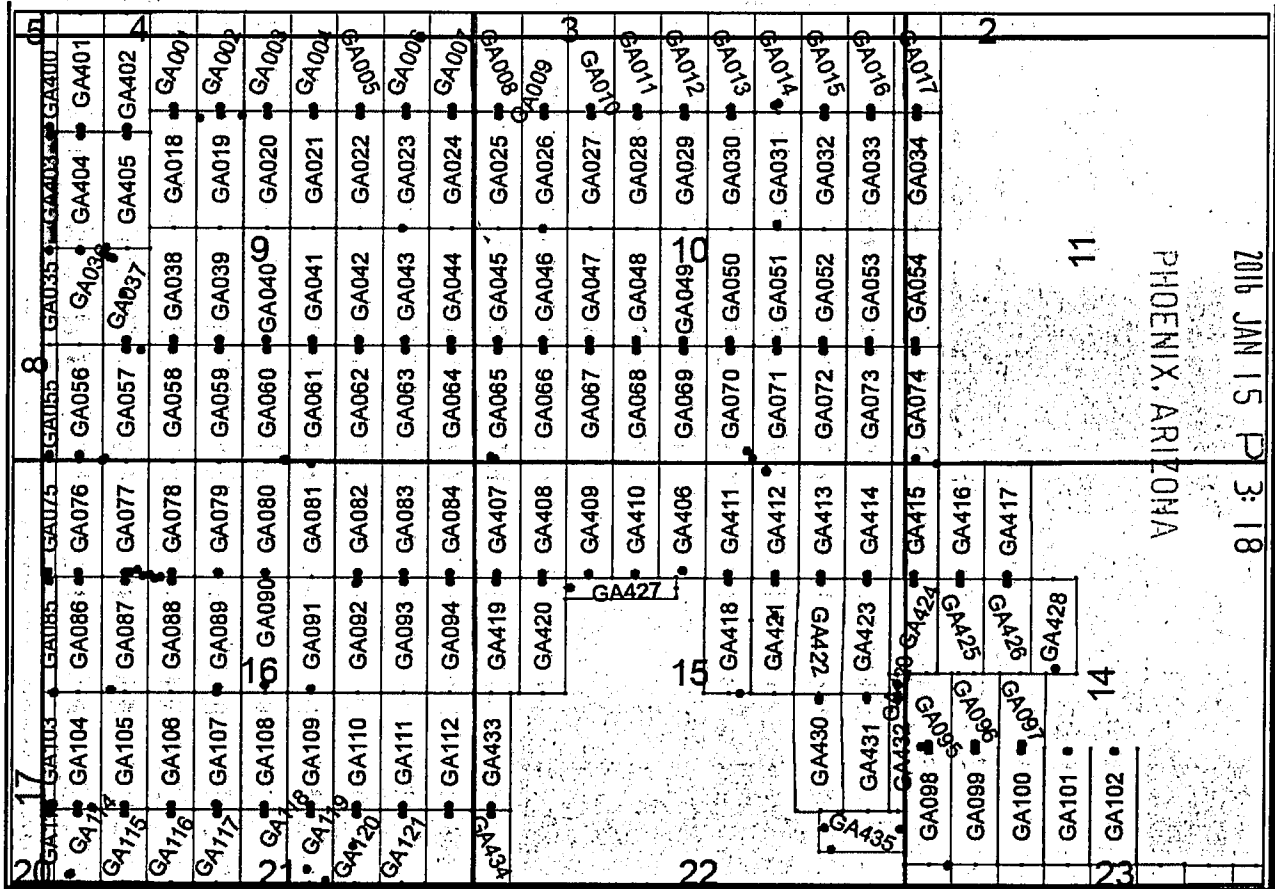 5 4 3 2
GA400 GA401 GA402 GA001 GA002 GA003 GA004 GA005 GA006 GA007 GA008 GA009 GA010 GA011 GA012 GA013 GA014 GA015 GA016 GA017
GA403 GA404 GA405 GA018 GA019 GA020 GA021 GA022 GA023 GA024 GA025 GA026 GA027 GA028 GA029 GA030 GA031 GA032 GA033 GA034
9 10 11
GA035 GA037 GA038 GA039 GA040 GA041 GA042 GA043 GA044 GA045 GA046 GA047 GA048 GA049 GA050 GA051 GA052 GA053 GA054
8
GA055 GA056 GA057 GA058 GA059 GA060 GA061 GA062 GA063 GA064 GA065 GA066 GA067 GA068 GA069 GA070 GA071 GA072 GA073 GA074
GA075 GA076 GA077 GA078 GA079 GA080 GA081 GA082 GA083 GA084 GA407 GA408 GA409 GA410 GA406 GA411 GA412 GA413 GA414 GA415 GA416 GA417
GA427
GA085 GA086 GA087 GA088 GA089 GA090 GA091 GA092 GA093 GA094 GA419 GA420 GA418 GA421 GA422 GA423 GA424 GA425 GA426 GA428
16 15 14
GA103 GA104 GA105 GA106 GA107 GA108 GA109 GA110 GA111 GA112 GA433 GA430 GA431 GA432 GA095 GA096 GA097
17
GA098 GA099 GA100 GA101 GA102
GA115 GA116 GA117 GA118 GA119 GA120 GA121 GA434 GA435
20 21 22 23
2016 JAN 15 P 3:18
PHOENIX, ARIZONA